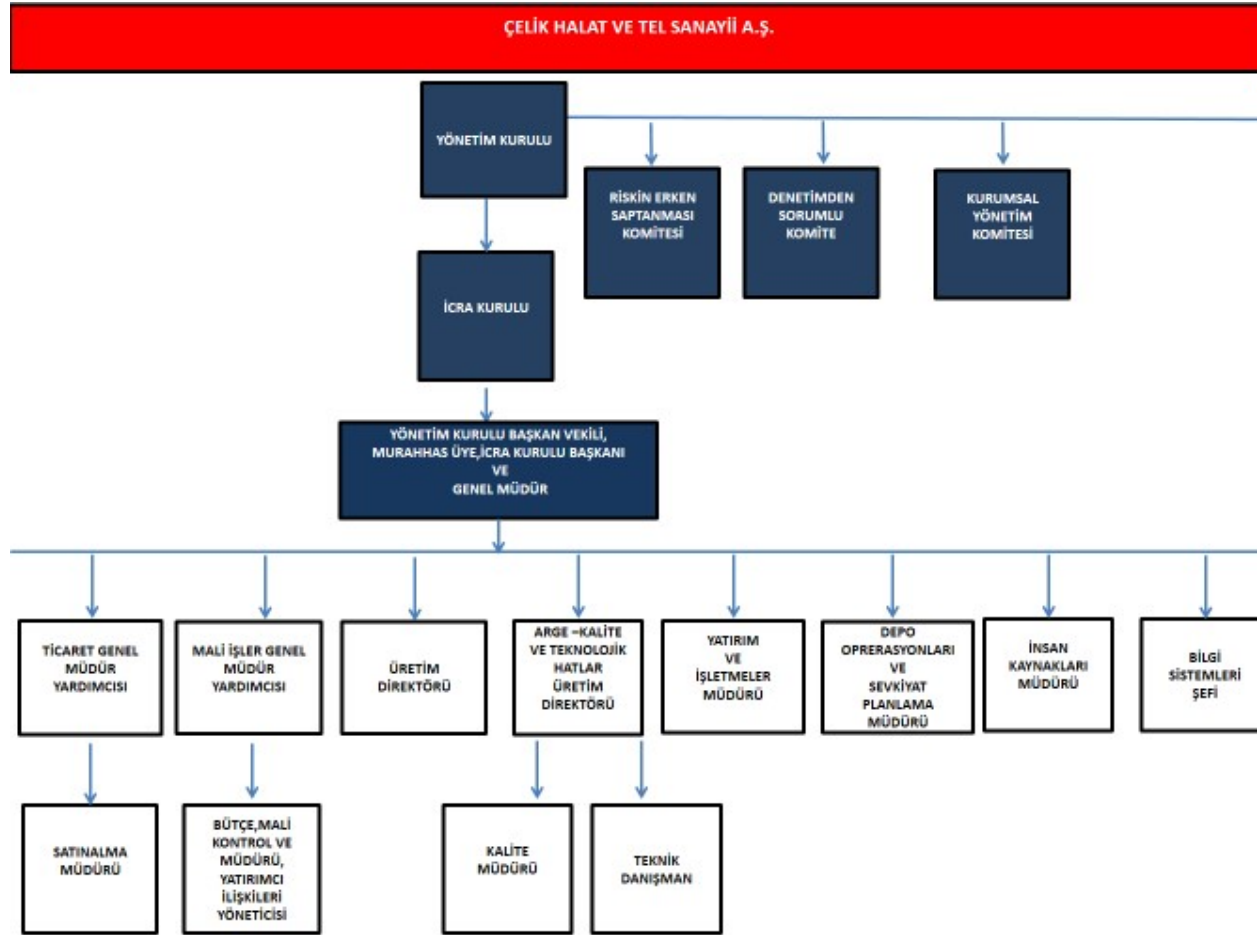 ÇELİK HALAT VE TEL SANAYİİ A.Ş.
YÖNETİM KURULU
RİSKİN ERKEN
SAPTANMASI
KOMİTESİ
DENETİMDEN
SORUMLU
KOMİTE
KURUMSAL
YÖNETİM
KOMİTESİ
İCRA KURULU
YÖNETİM KURULU BAŞKAN VEKİLİ,
MURAHHAS ÜYE,İCRA KURULU BAŞKANI
VE
GENEL MÜDÜR
TİCARET GENEL
MÜDÜR
YARDIMCISI
MALİ İŞLER GENEL
MÜDÜR
YARDIMCISI
ÜRETİM
DİREKTÖRÜ
ARGE –KALİTE
VE TEKNOLOJİK
HATLAR
ÜRETİM
DİREKTÖRÜ
YATIRIM
VE
İŞLETMELER
MÜDÜRÜ
DEPO
OPRERASYONLARI
VE
SEVKİYAT
PLANLAMA
MÜDÜRÜ
İNSAN
KAYNAKLARI
MÜDÜRÜ
BİLGİ
SİSTEMLERİ
ŞEFİ
SATINALMA
MÜDÜRÜ
BÜTÇE,MALİ
KONTROL VE
MÜDÜRÜ,
YATIRIMCI
İLİŞKİLERİ
YÖNETİCİSİ
KALİTE
MÜDÜRÜ
TEKNİK
DANIŞMAN